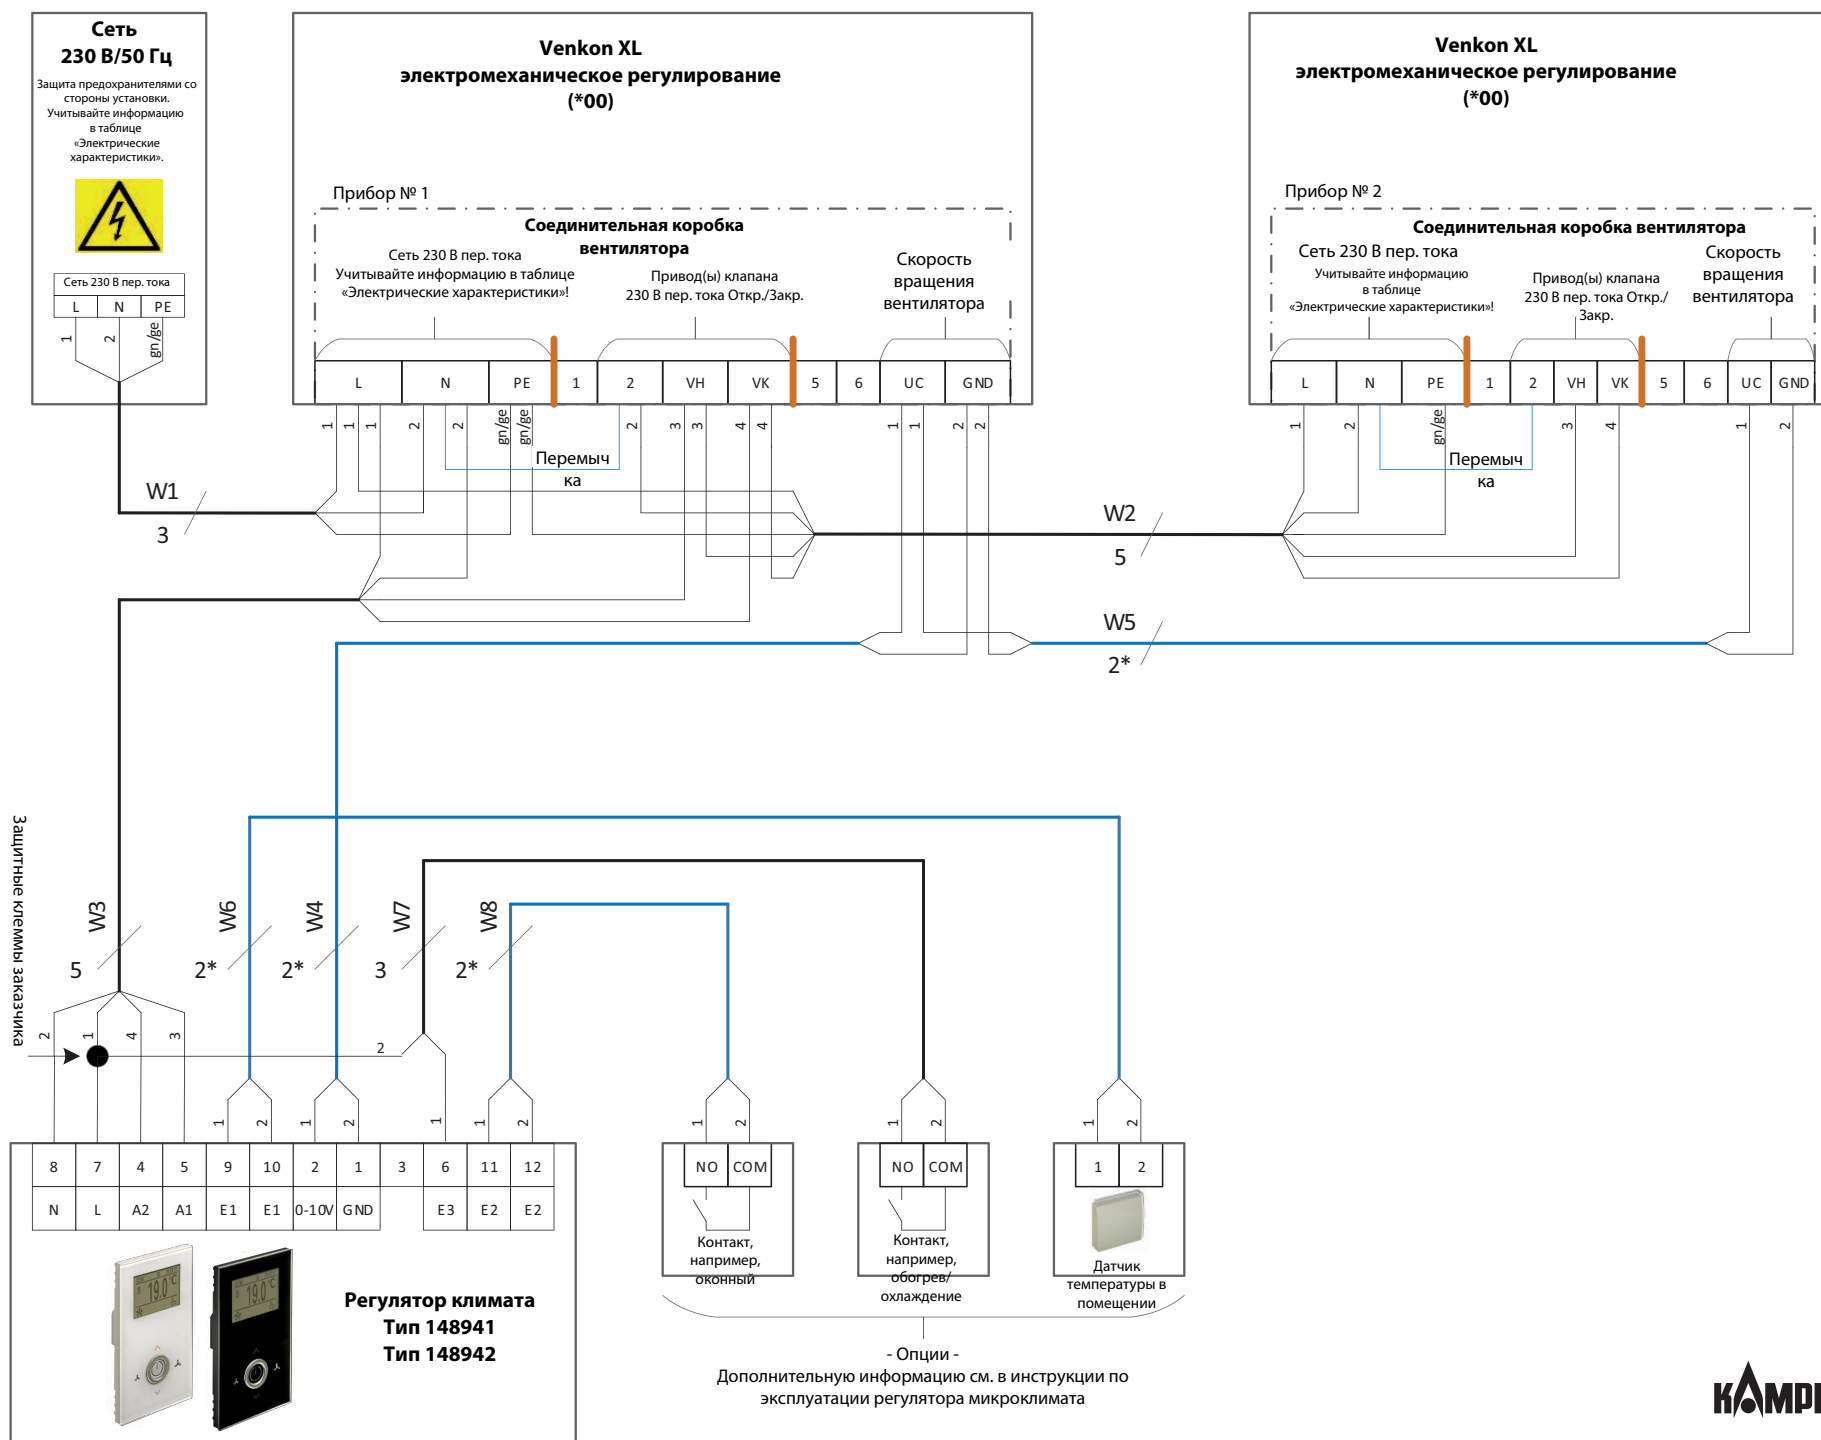 Сеть
230 В/50 Гц
Защита предохранителями со
стороны установки.
Учитывайте информацию
в таблице
«Электрические
характеристики».
Сеть 230 В пер. тока
L N PE
1 2 gn/ge
Venkon XL
электромеханическое регулирование
(*00)
Прибор № 1
Соединительная коробка
вентилятора
Сеть 230 В пер. тока
Учитывайте информацию в таблице
«Электрические характеристики»!
Привод(ы) клапана
230 В пер. тока Откр./Закр.
Скорость
вращения
вентилятора
L N PE 1 2 VH VK 5 6 UC GND
1 1 1 2 2 gn/ge gn/ge 2 3 3 4 4 1 1 2 2
Перемыч
ка
Venkon XL
электромеханическое регулирование
(*00)
Прибор № 2
Соединительная коробка вентилятора
Сеть 230 В пер. тока
Учитывайте информацию
в таблице
«Электрические характеристики»!
Привод(ы) клапана
230 В пер. тока Откр./
Закр.
Скорость
вращения
вентилятора
L N PE 1 2 VH VK 5 6 UC GND
1 2 gn/ge 3 4 1 2
Перемыч
ка
W1
3
W2
5
W5
2*
Защитные клеммы заказчика
W3
5
W6
2*
W4
2*
W7
3
W8
2*
2 1 4 3
2
1 2 1 2 1 1 2
1 2
1 2
1 2
8 7 4 5 9 10 2 1 3 6 11 12
N L A2 A1 E1 E1 0-10V GND E3 E2 E2
19.0 °C
19.0 °C
Регулятор климата
Тип 148941
Тип 148942
NO COM
Контакт,
например,
оконный
NO COM
Контакт,
например,
обогрев/
охлаждение
1 2
Датчик
температуры в
помещении
- Опции -
Дополнительную информацию см. в инструкции по
эксплуатации регулятора микроклимата